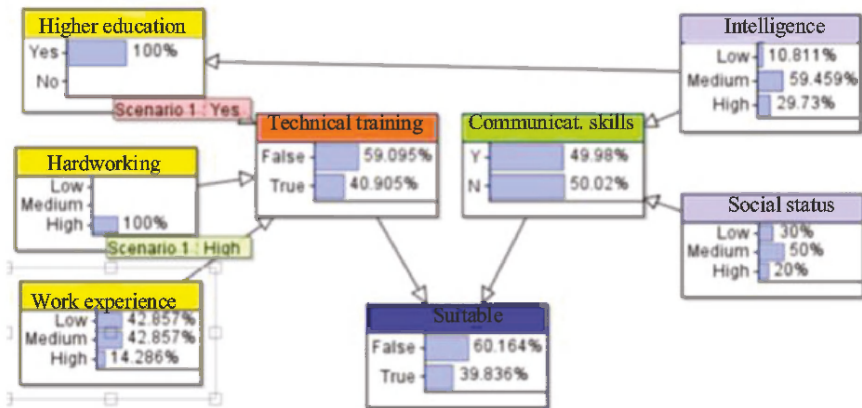 Higher education
Yes 100%
No
Scenario 1 : Yes
Intelligence
Low 10.811%
Medium 59.459%
High 29.73%
Technical training
False 59.095%
True 40.905%
Communicat. skills
Y 49.98%
N 50.02%
Hardworking
Low
Medium
High 100%
Scenario 1 : High
Social status
Low 30%
Medium 50%
High 20%
Work experience
Low 42.857%
Medium 42.857%
High 14.286%
Suitable
False 60.164%
True 39.836%